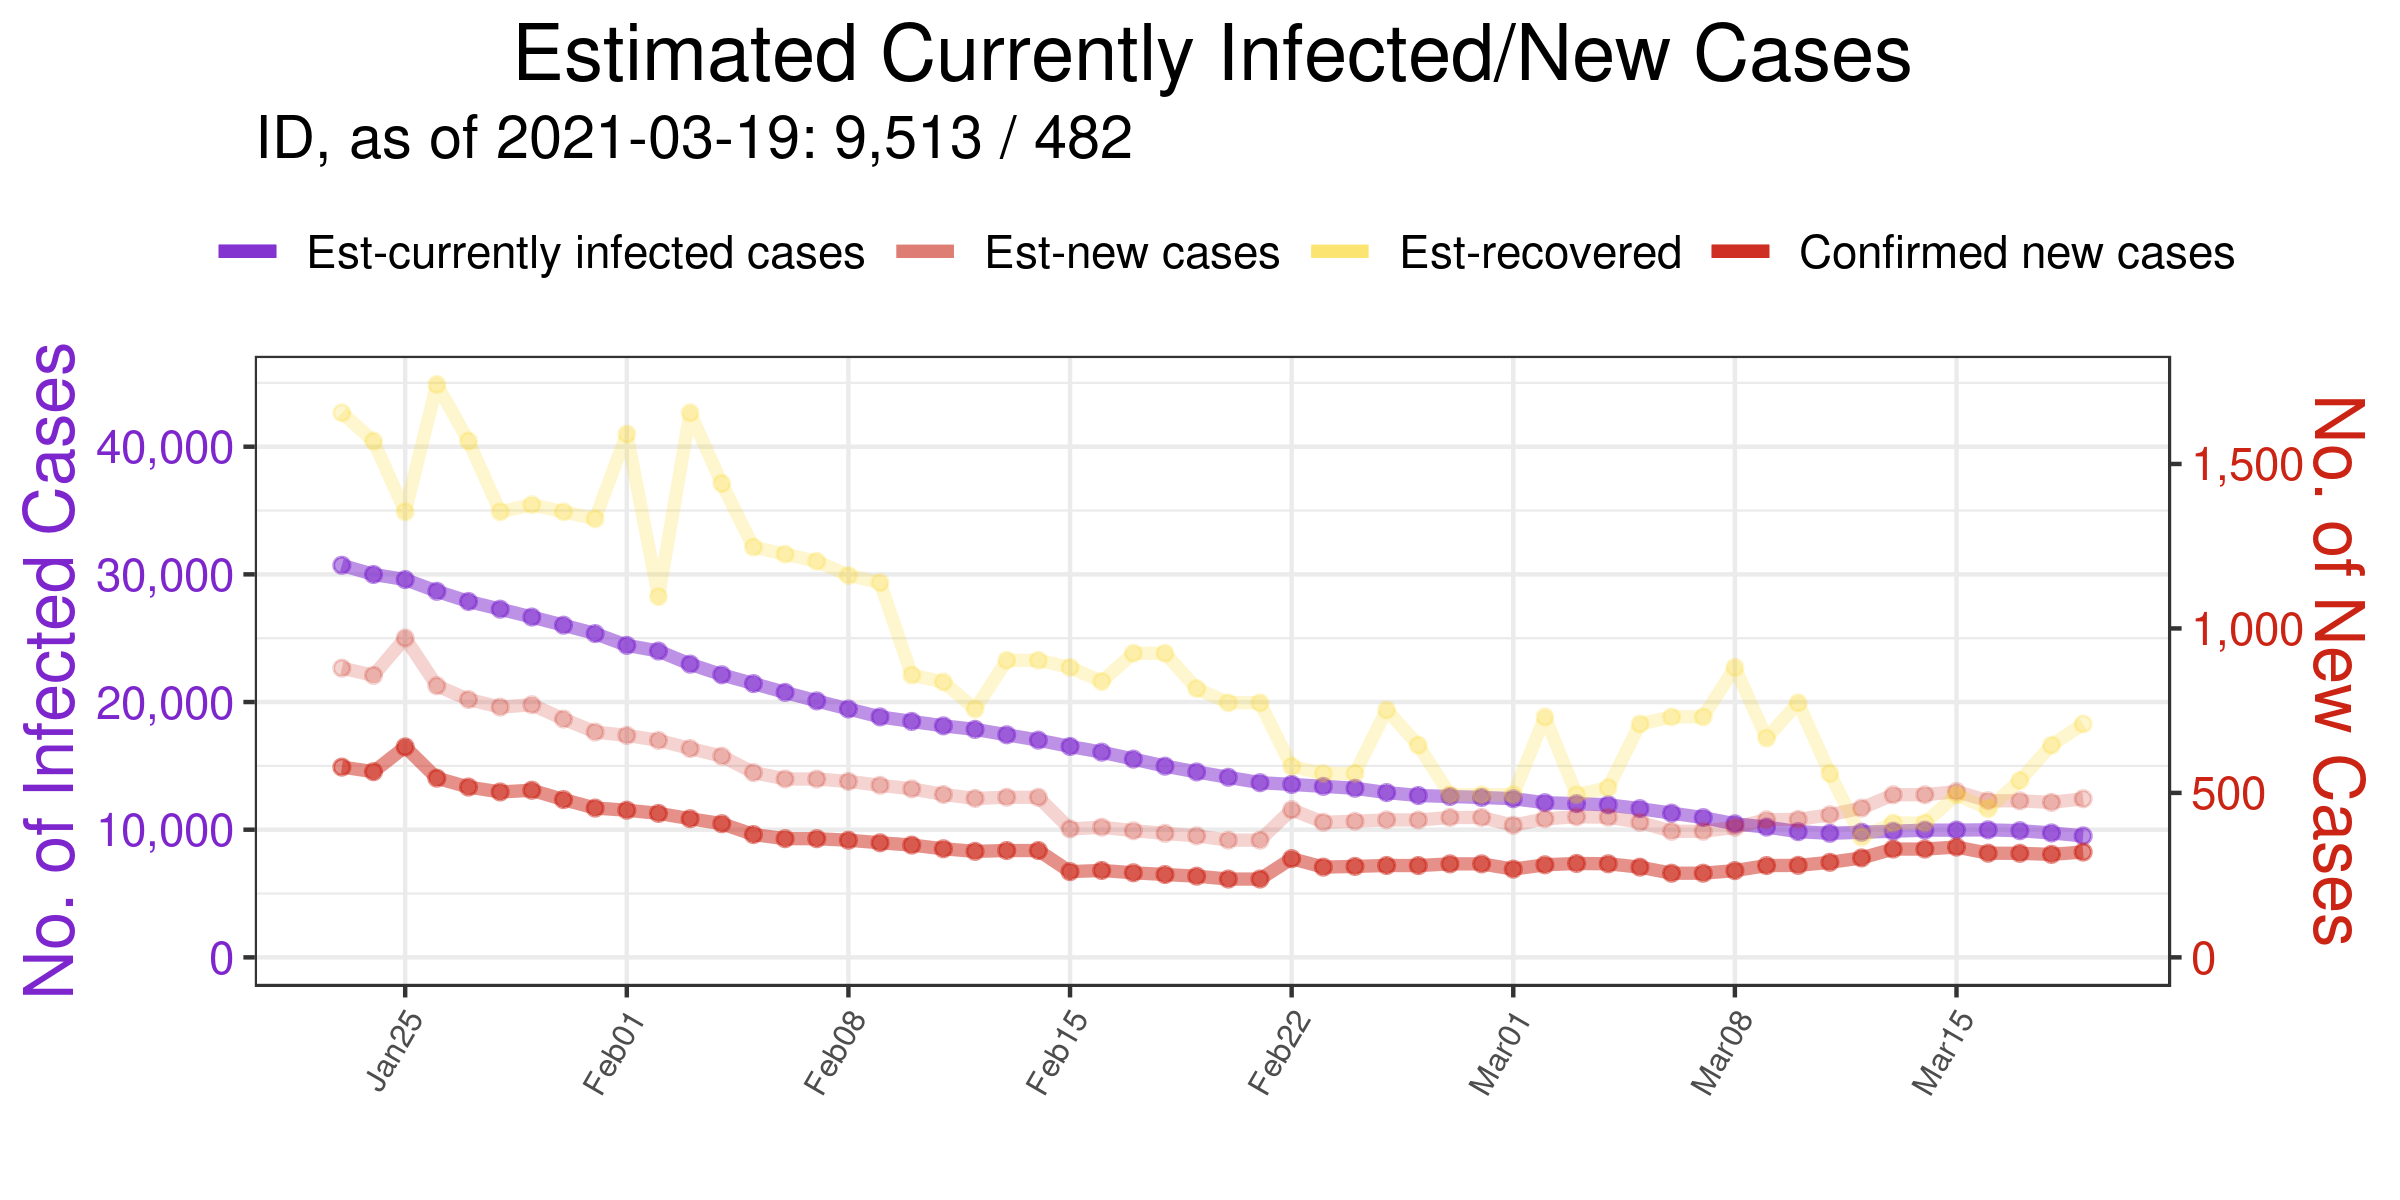 Estimated Currently Infected/New Cases
ID, as of 2021-03-19: 9,513 / 482
Est-currently infected cases Est-new cases Est-recovered Confirmed new cases
No. of Infected Cases
40,000
30,000
20,000
10,000
0
1,500
1,000
500
0
No. of New Cases
Jan25 Feb01 Feb08 Feb15 Feb22 Mar01 Mar08 Mar15